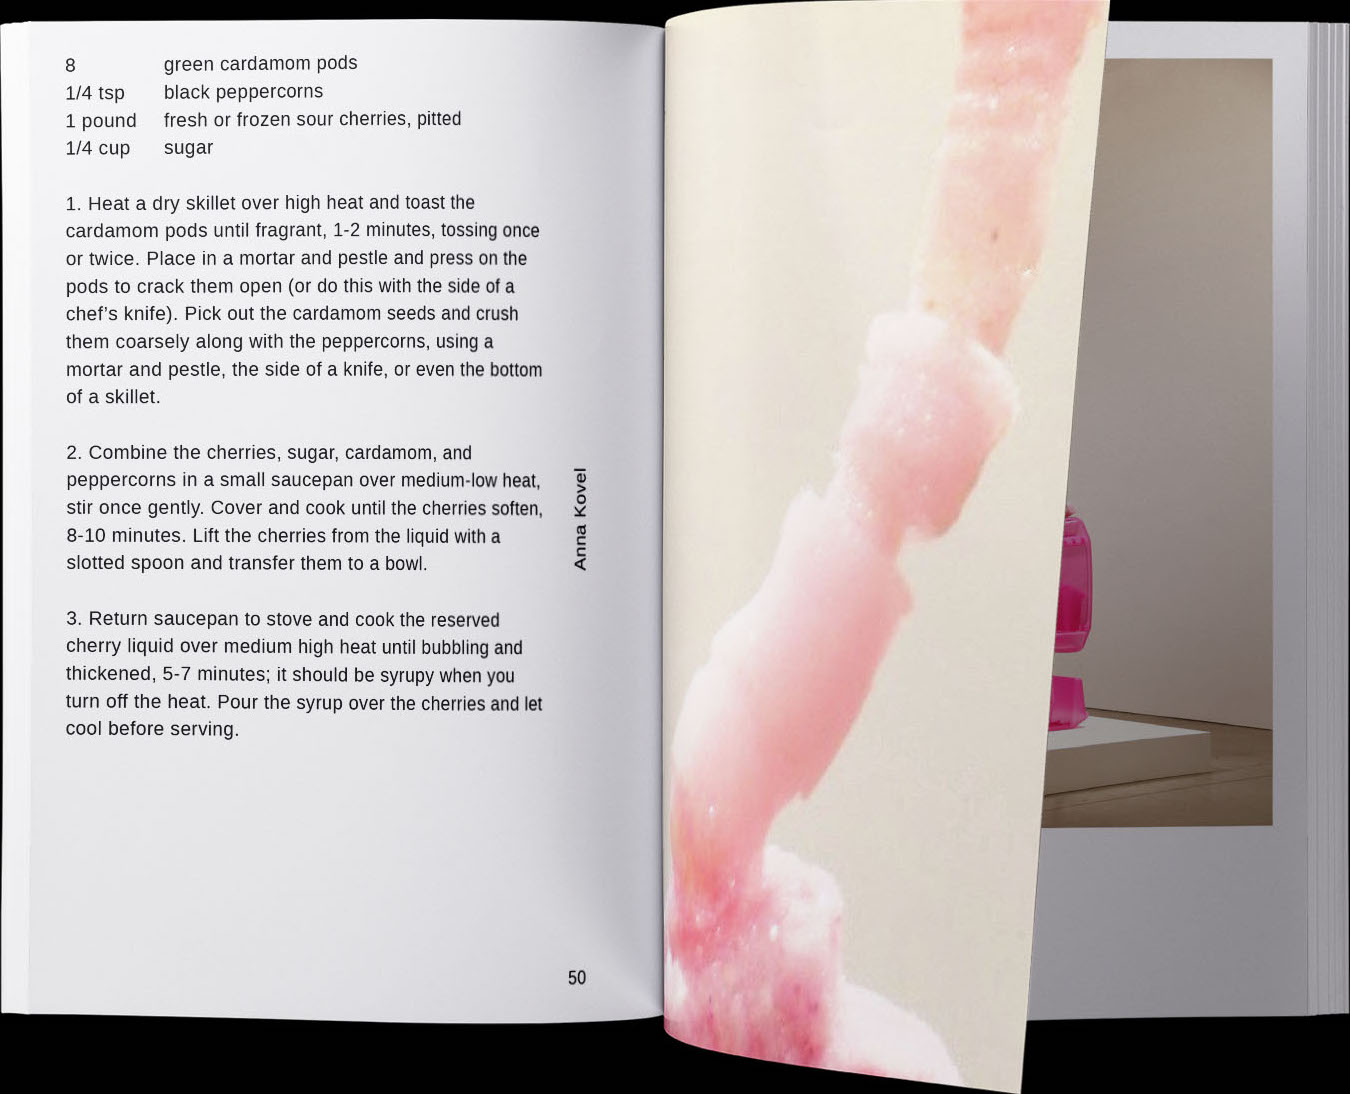 8 green cardamom pods
1/4 tsp black peppercorns
1 pound fresh or frozen sour cherries, pitted
1/4 cup sugar
1. Heat a dry skillet over high heat and toast the
cardamom pods until fragrant, 1-2 minutes, tossing once
or twice. Place in a mortar and pestle and press on the
pods to crack them open (or do this with the side of a
chef’s knife). Pick out the cardamom seeds and crush
them coarsely along with the peppercorns, using a
mortar and pestle, the side of a knife, or even the bottom
of a skillet.
2. Combine the cherries, sugar, cardamom, and
peppercorns in a small saucepan over medium-low heat,
stir once gently. Cover and cook until the cherries soften,
8-10 minutes. Lift the cherries from the liquid with a
slotted spoon and transfer them to a bowl.
3. Return saucepan to stove and cook the reserved
cherry liquid over medium high heat until bubbling and
thickened, 5-7 minutes; it should be syrupy when you
turn off the heat. Pour the syrup over the cherries and let
cool before serving.
Anna Kovel
50